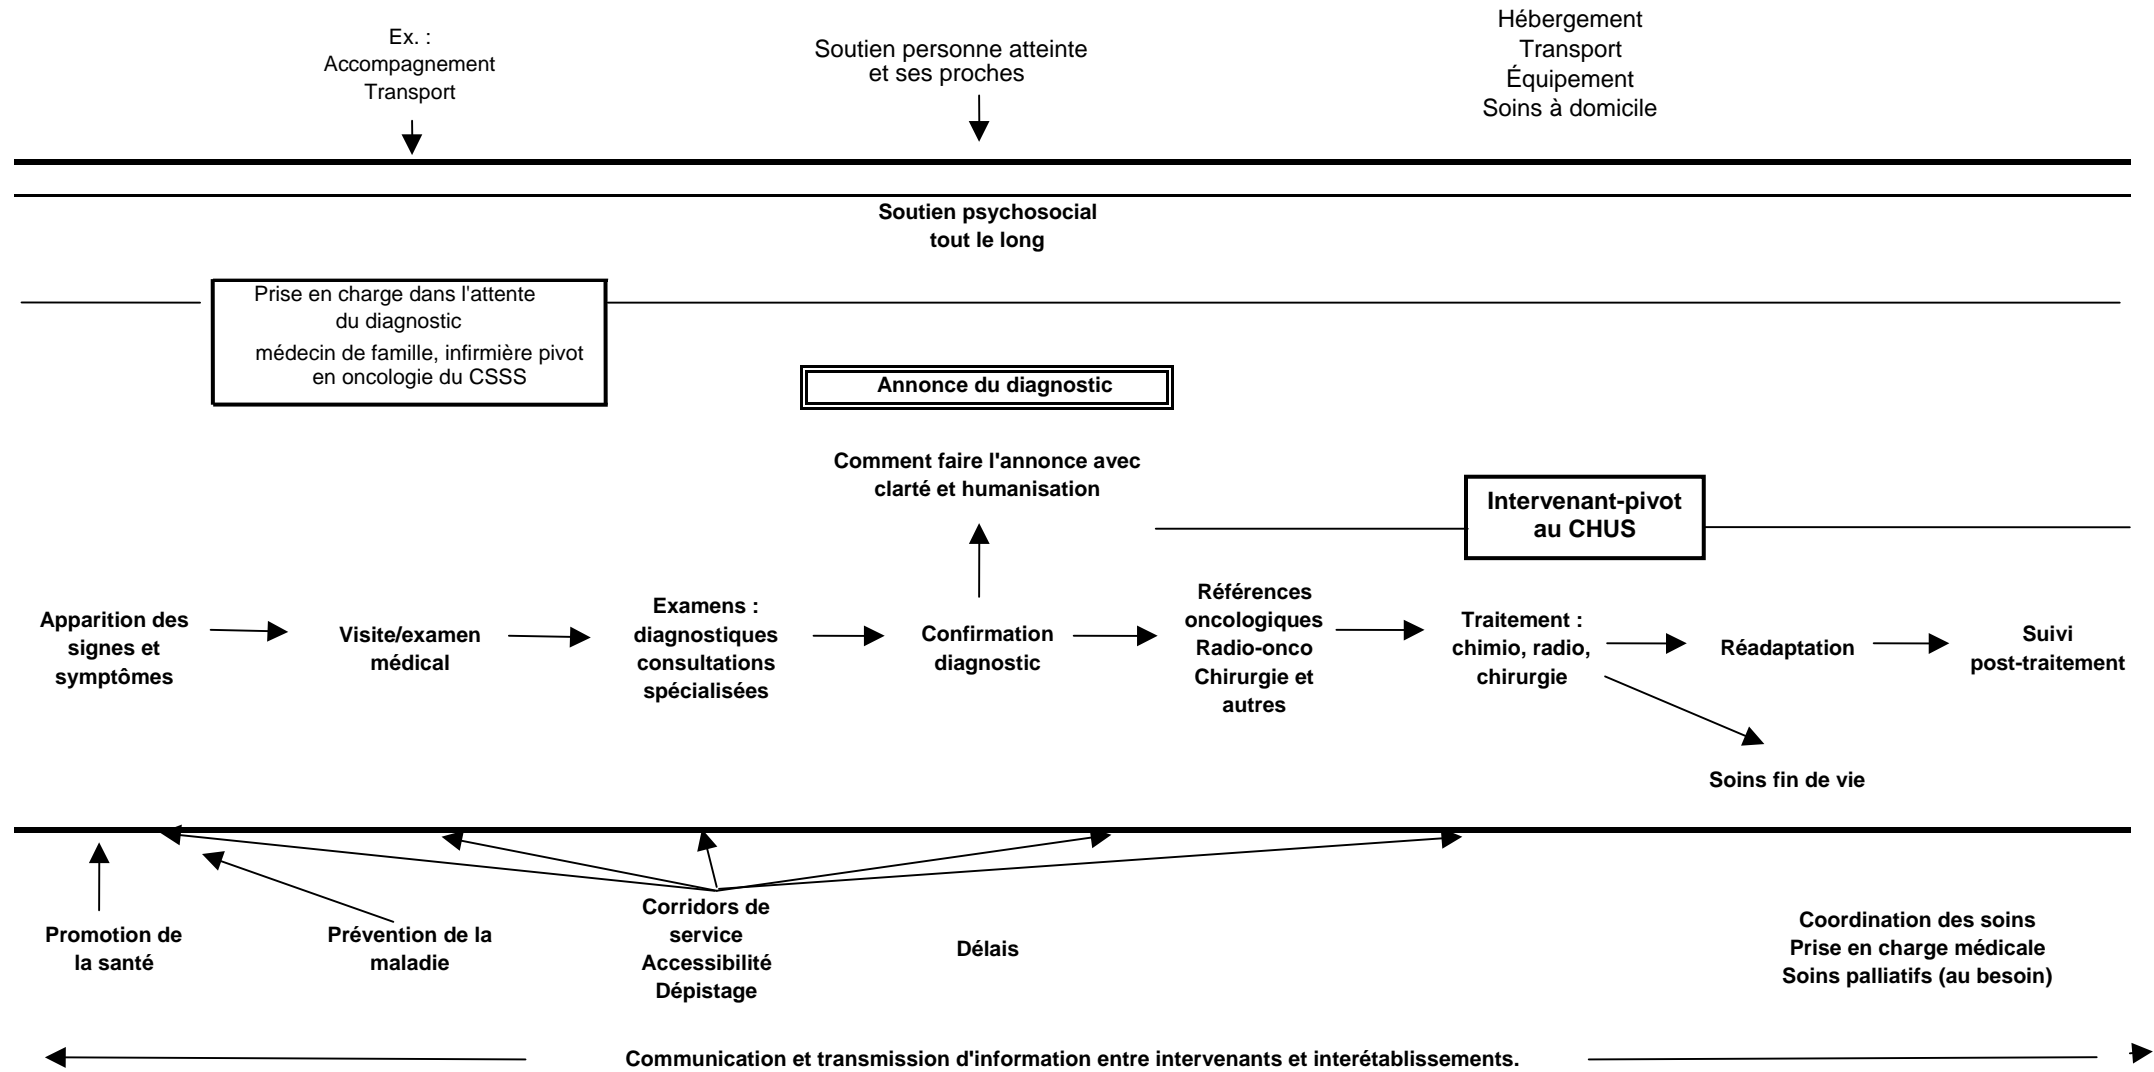 Ex. :
Accompagnement
Transport
Soutien personne atteinte
et ses proches
Hébergement
Transport
Équipement
Soins à domicile
Soutien psychosocial
tout le long
Prise en charge dans l'attente
du diagnostic
médecin de famille, infirmière pivot
en oncologie du CSSS
Annonce du diagnostic
Comment faire l'annonce avec
clarté et humanisation
Intervenant-pivot
au CHUS
Apparition des
signes et
symptômes
Visite/examen
médical
Examens :
diagnostiques
consultations
spécialisées
Confirmation
diagnostic
Références
oncologiques
Radio-onco
Chirurgie et
autres
Traitement :
chimio, radio,
chirurgie
Réadaptation
Suivi
post-traitement
Soins fin de vie
Promotion de
la santé
Prévention de la
maladie
Corridors de
service
Accessibilité
Dépistage
Délais
Coordination des soins
Prise en charge médicale
Soins palliatifs (au besoin)
Communication et transmission d'information entre intervenants et interétablissements.